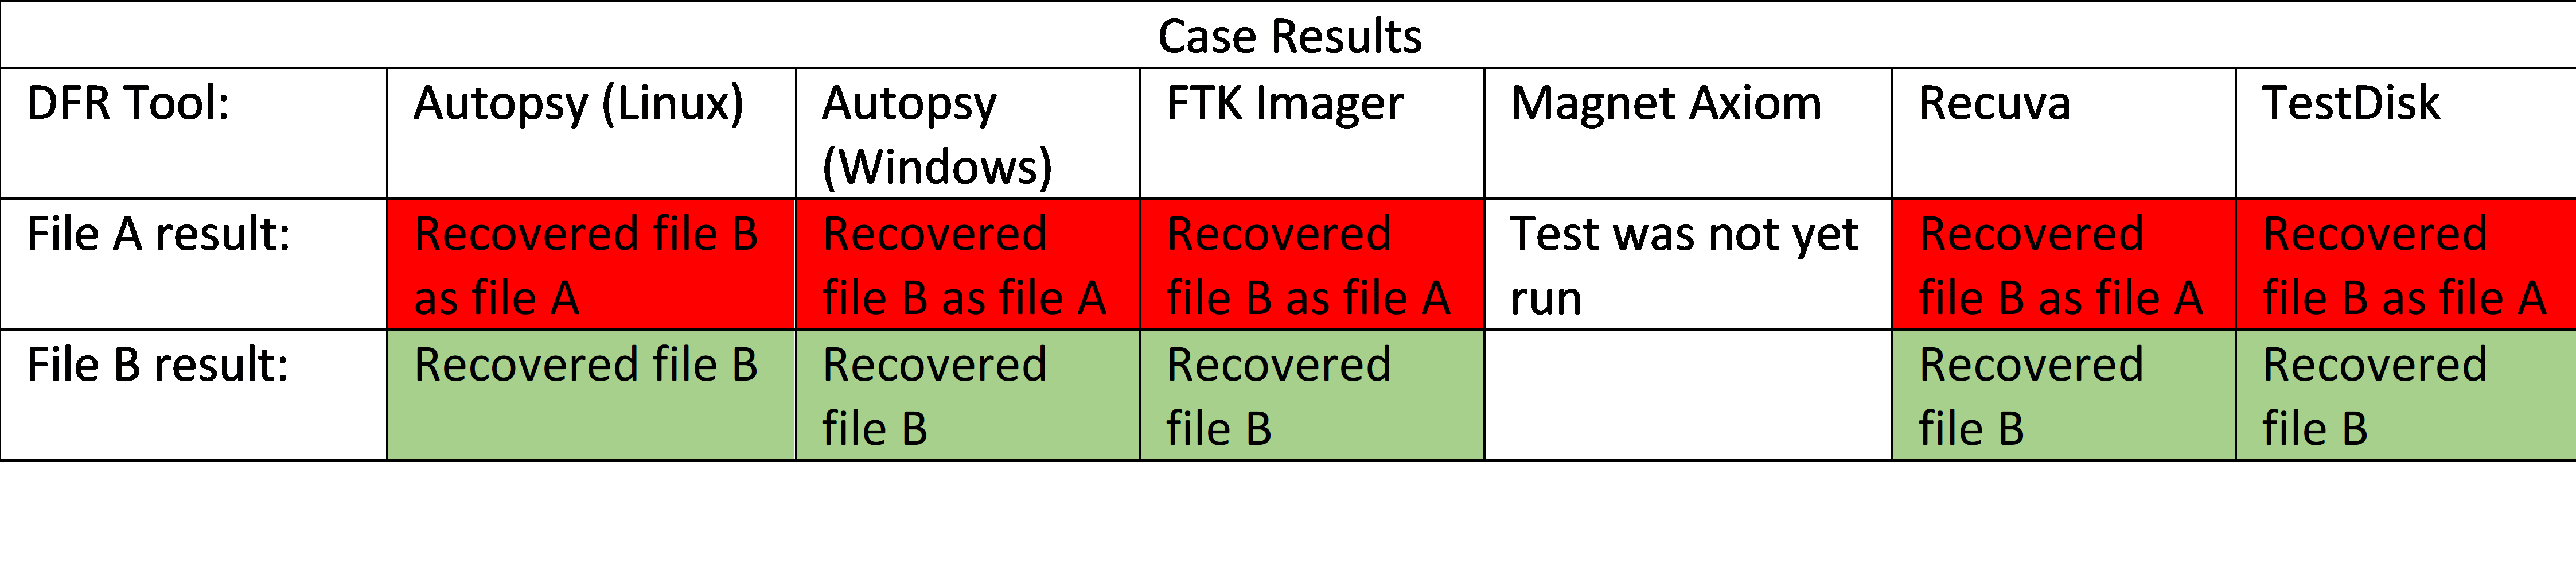 Case Results
DFR Tool: Autopsy (Linux) Autopsy (Windows) FTK Imager Magnet Axiom Recuva TestDisk
File A result: Recovered file B as file A Recovered file B as file A Recovered file B as file A Test was not yet run Recovered file B as file A Recovered file B as file A
File B result: Recovered file B Recovered file B Recovered file B Recovered file B Recovered file B